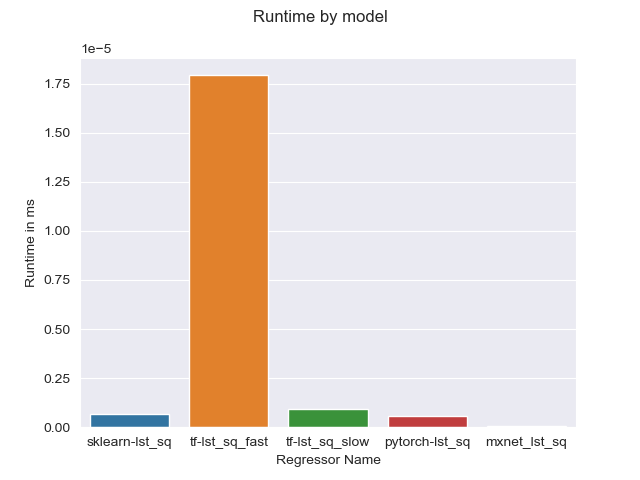 Runtime by model
1e−5
1.75
1.50
1.25
1.00
0.75
0.50
0.25
0.00
Runtime in ms
sklearn-lst_sq tf-lst_sq_fast tf-lst_sq_slow pytorch-lst_sq mxnet_lst_sq
Regressor Name